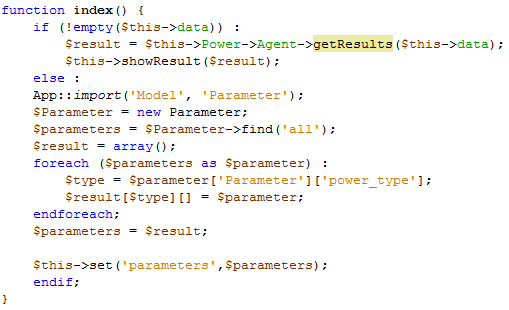 function index() {
    if (!empty($this->data)) :
        $result = $this->Power->Agent->getResults($this->data);
        $this->showResult($result);
    else :
    App::import('Model', 'Parameter');
    $Parameter = new Parameter;
    $parameters = $Parameter->find('all');
    $result = array();
    foreach ($parameters as $parameter) :
        $type = $parameter['Parameter']['power_type'];
        $result[$type][] = $parameter;
    endforeach;
    $parameters = $result;

    $this->set('parameters',$parameters);
    endif;
}